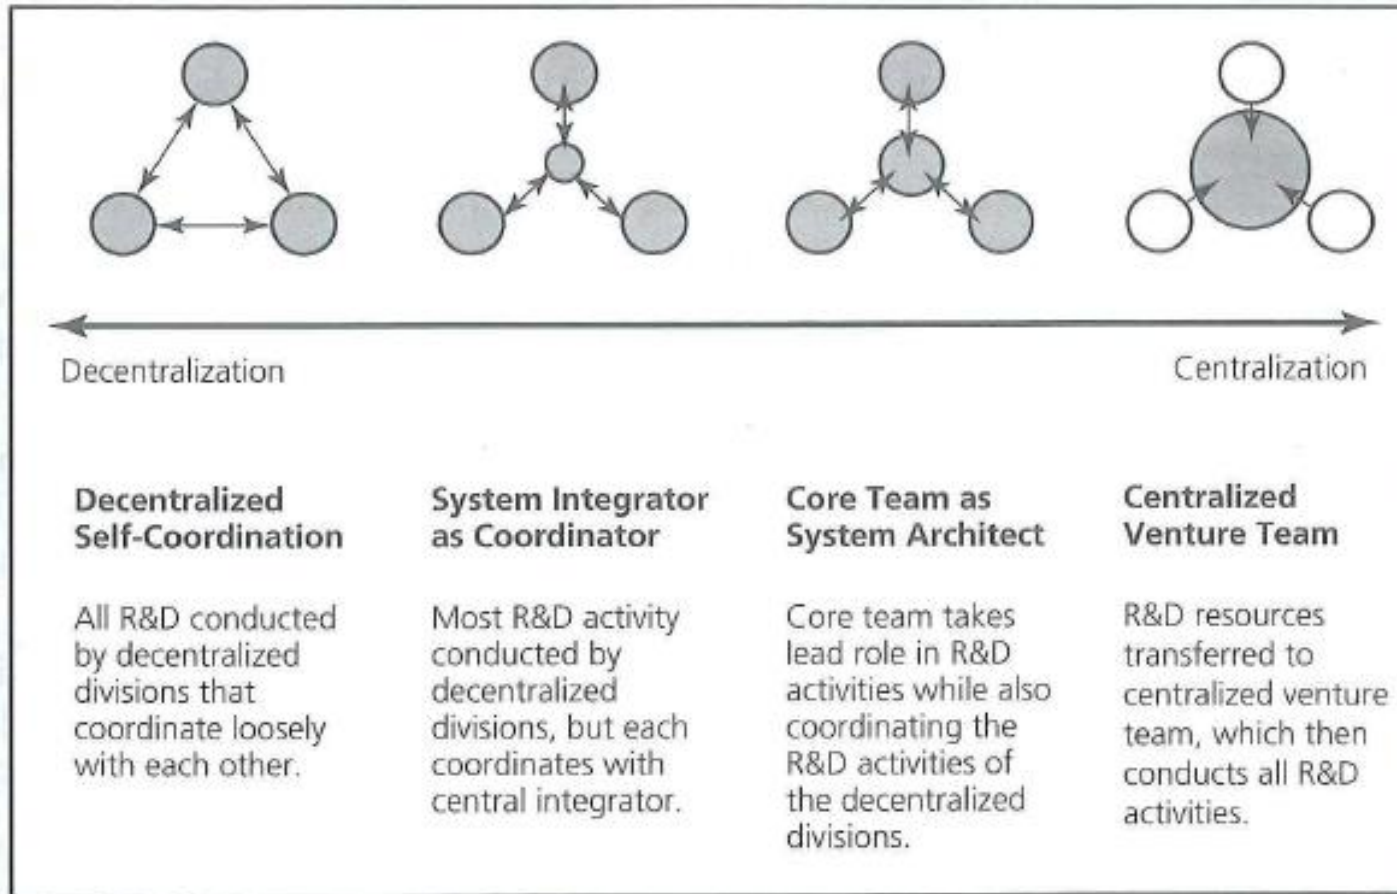 Decentralization
Centralization
Decentralized
Self-Coordination
All R&D conducted
by decentralized
divisions that
coordinate loosely
with each other.
System Integrator
as Coordinator
Most R&D activity
conducted by
decentralized
divisions, but each
coordinates with
central integrator.
Core Team as
System Architect
Core team takes
lead role in R&D
activities while also
coordinating the
R&D activities of
the decentralized
divisions.
Centralized
Venture Team
R&D resources
transferred to
centralized venture
team, which then
conducts all R&D
activities.